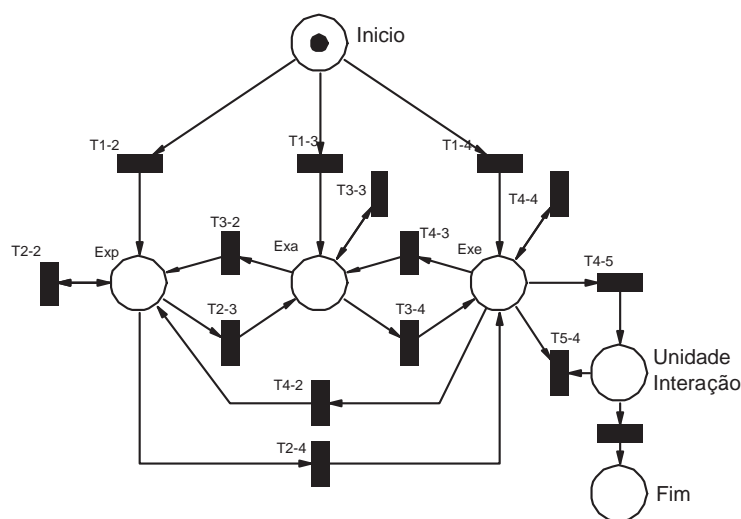 Inicio
T1-2
T1-3
T1-4
T3-3
T4-4
T3-2
T4-3
Exp
Exa
Exe
T2-2
T4-5
T2-3
T3-4
T5-4
Unidade
Interação
T4-2
T2-4
Fim